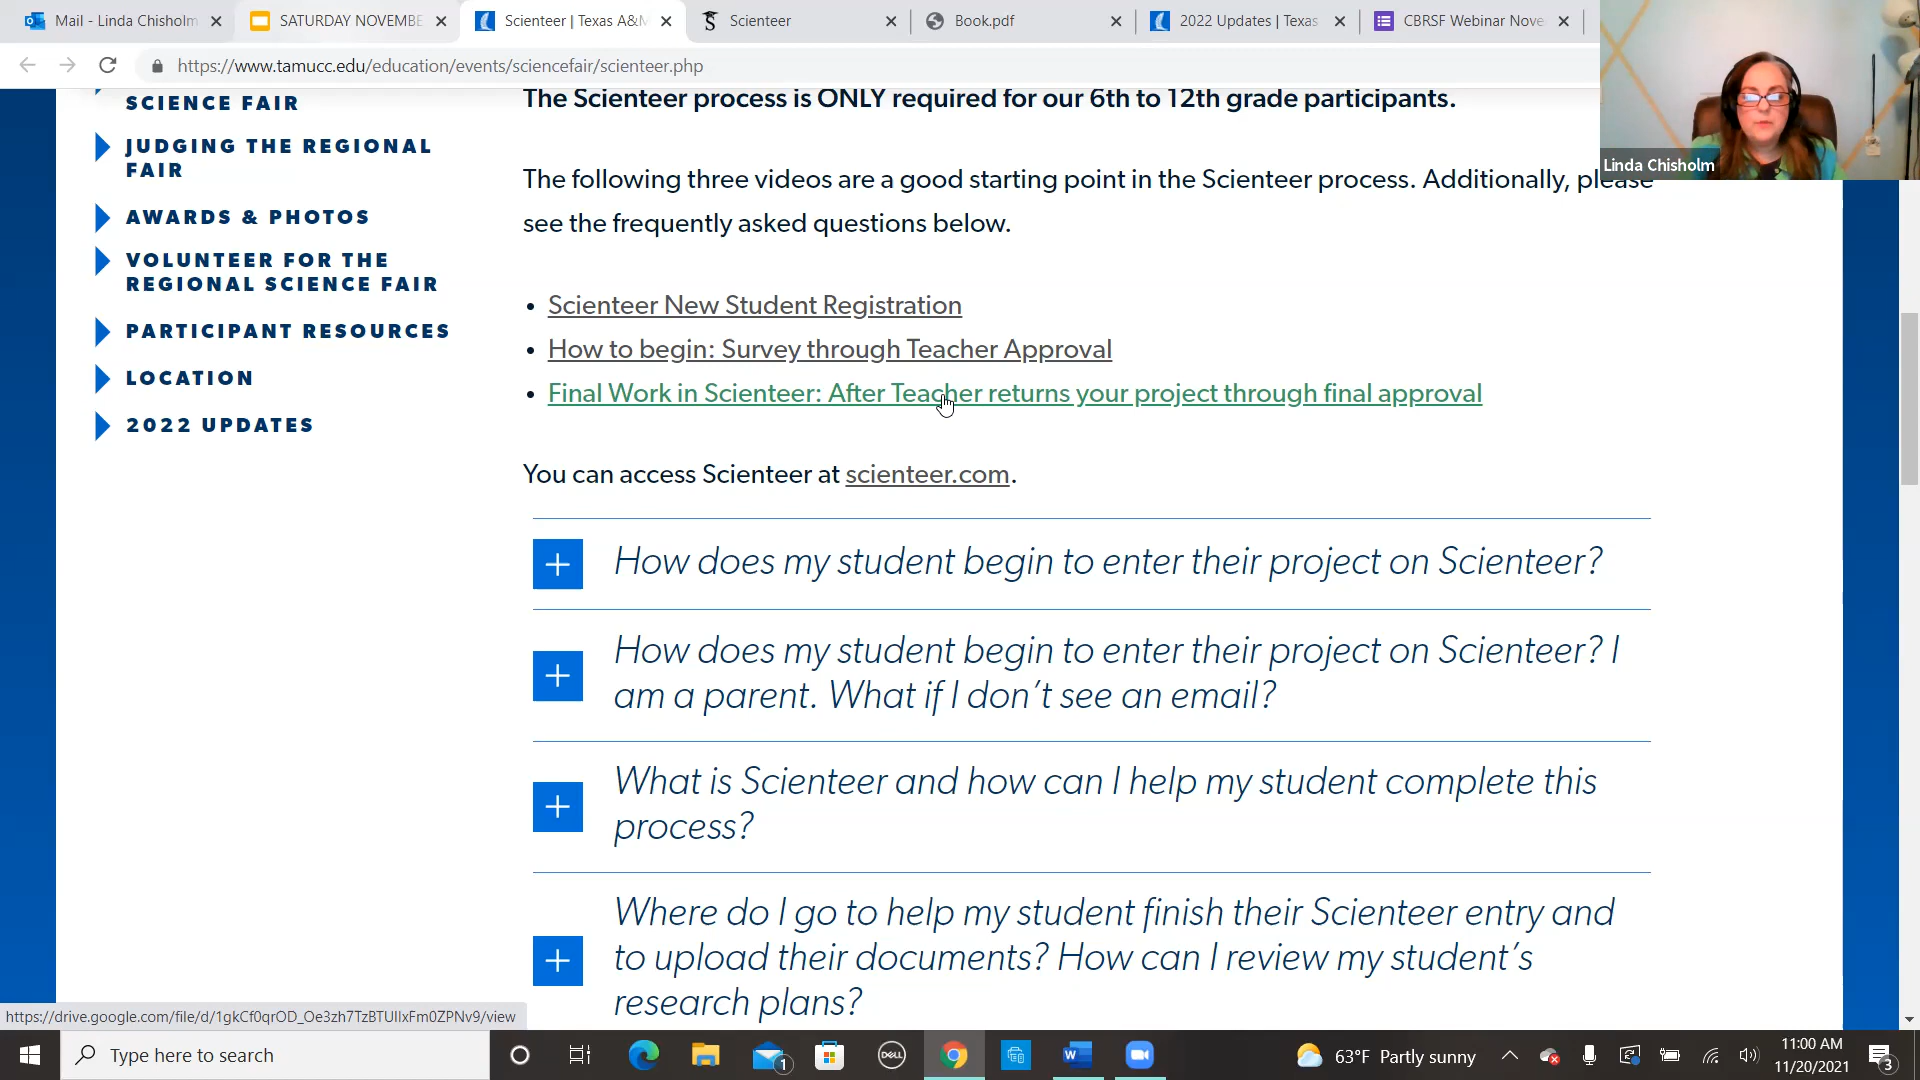 Mail - Linda Chisholm
SATURDAY NOVEMBE
Scienteer | Texas A&M
Scienteer
Book.pdf
2022 Updates | Texas
CBRSF Webinar Nove
https://www.tamucc.edu/education/events/sciencefair/scienteer.php
Linda Chisholm
SCIENCE FAIR
JUDGING THE REGIONAL
FAIR
AWARDS & PHOTOS
VOLUNTEER FOR THE
REGIONAL SCIENCE FAIR
PARTICIPANT RESOURCES
LOCATION
2022 UPDATES
The Scienteer process is ONLY required for our 6th to 12th grade participants.
The following three videos are a good starting point in the Scienteer process. Additionally, please
see the frequently asked questions below.
• Scienteer New Student Registration
• How to begin: Survey through Teacher Approval
• Final Work in Scienteer: After Teacher returns your project through final approval
You can access Scienteer at scienteer.com.
How does my student begin to enter their project on Scienteer?
How does my student begin to enter their project on Scienteer? I
am a parent. What if I don't see an email?
What is Scienteer and how can I help my student complete this
process?
Where do I go to help my student finish their Scienteer entry and
to upload their documents? How can I review my student's
research plans?
https://drive.google.com/file/d/1gkCf0qrOD_Oe3zh7TzBTUIlxFm0ZPNv9/view
Type here to search
1
DELL
63°F Partly sunny
11:00 AM
11/20/2021
3